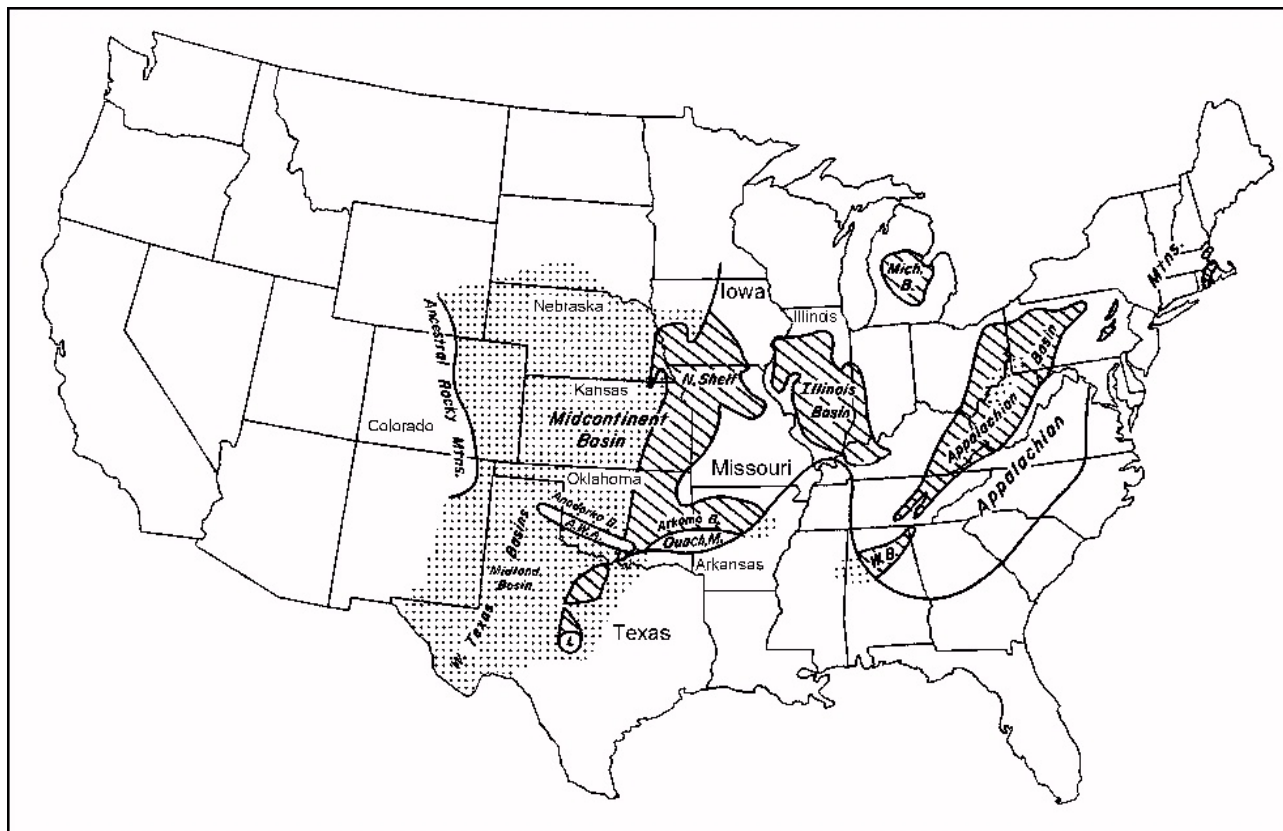 Mtns.
B.
Mich.
B.
Iowa
Nebraska
Illinois
Ancestral Rocky Mtns.
N. Shelf
Kansas
Illinois
Basin
Appalachian Basin
Midcontinent
Basin
Colorado
Appalachian
Missouri
Oklahoma
Anadarko B.
A.W.A.
Arkoma B.
Ouach. M.
Arkansas
W. B.
Midland
Basin
W. Texas Basins
Texas
L